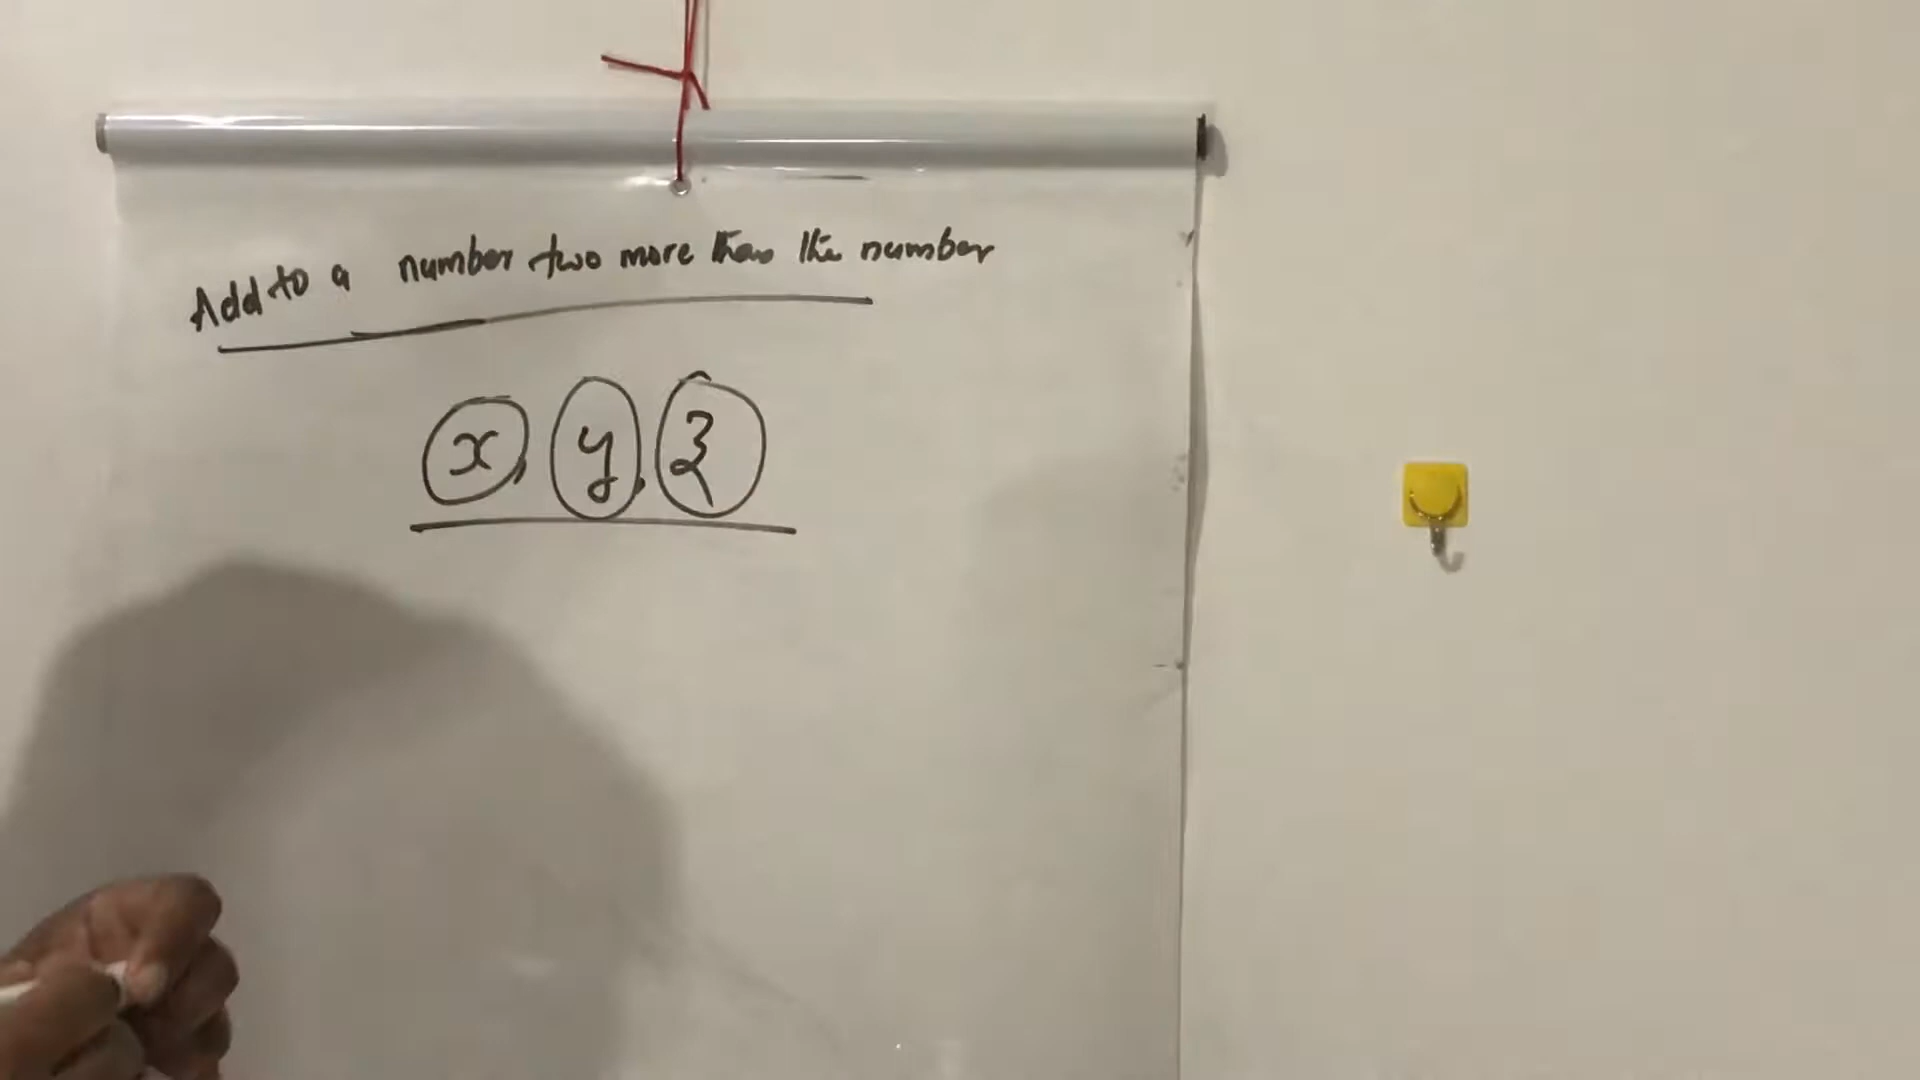 Add to a number two more than the number
x, y, z